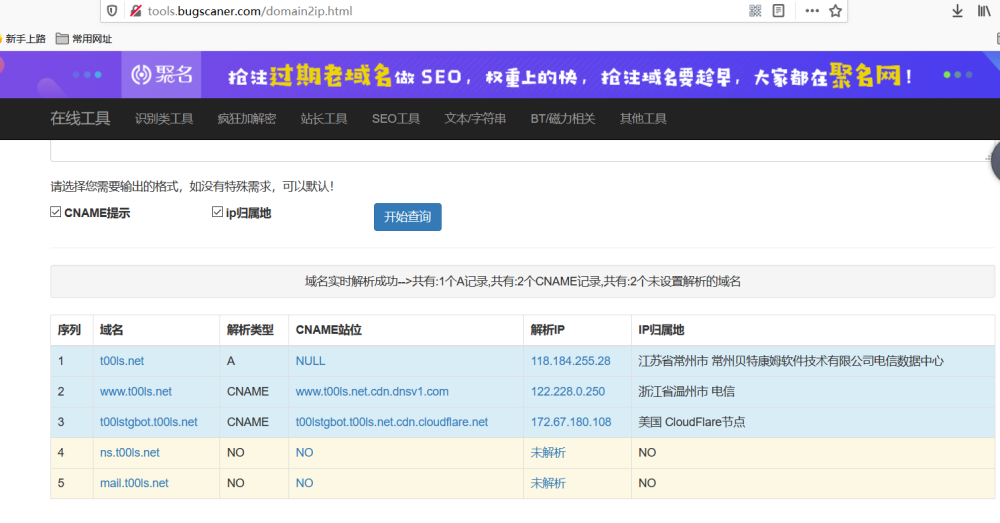 tools.bugscaner.com/domain2ip.html
新手上路 常用网址
聚名 抢注过期老域名做 SEO，权重上的快，抢注域名要趁早，大家都在聚名网！
在线工具 识别类工具 疯狂加解密 站长工具 SEO工具 文本/字符串 BT/磁力相关 其他工具
请选择您需要输出的格式，如没有特殊需求，可以默认！
CNAME提示 ip归属地 开始查询
域名实时解析成功-->共有:1个A记录,共有:2个CNAME记录,共有:2个未设置解析的域名
序列 域名 解析类型 CNAME站位 解析IP IP归属地
1 t00ls.net A NULL 118.184.255.28 江苏省常州市 常州贝特康姆软件技术有限公司电信数据中心
2 www.t00ls.net CNAME www.t00ls.net.cdn.dnsv1.com 122.228.0.250 浙江省温州市 电信
3 t00lstgbot.t00ls.net CNAME t00lstgbot.t00ls.net.cdn.cloudflare.net 172.67.180.108 美国 CloudFlare节点
4 ns.t00ls.net NO NO 未解析 NO
5 mail.t00ls.net NO NO 未解析 NO